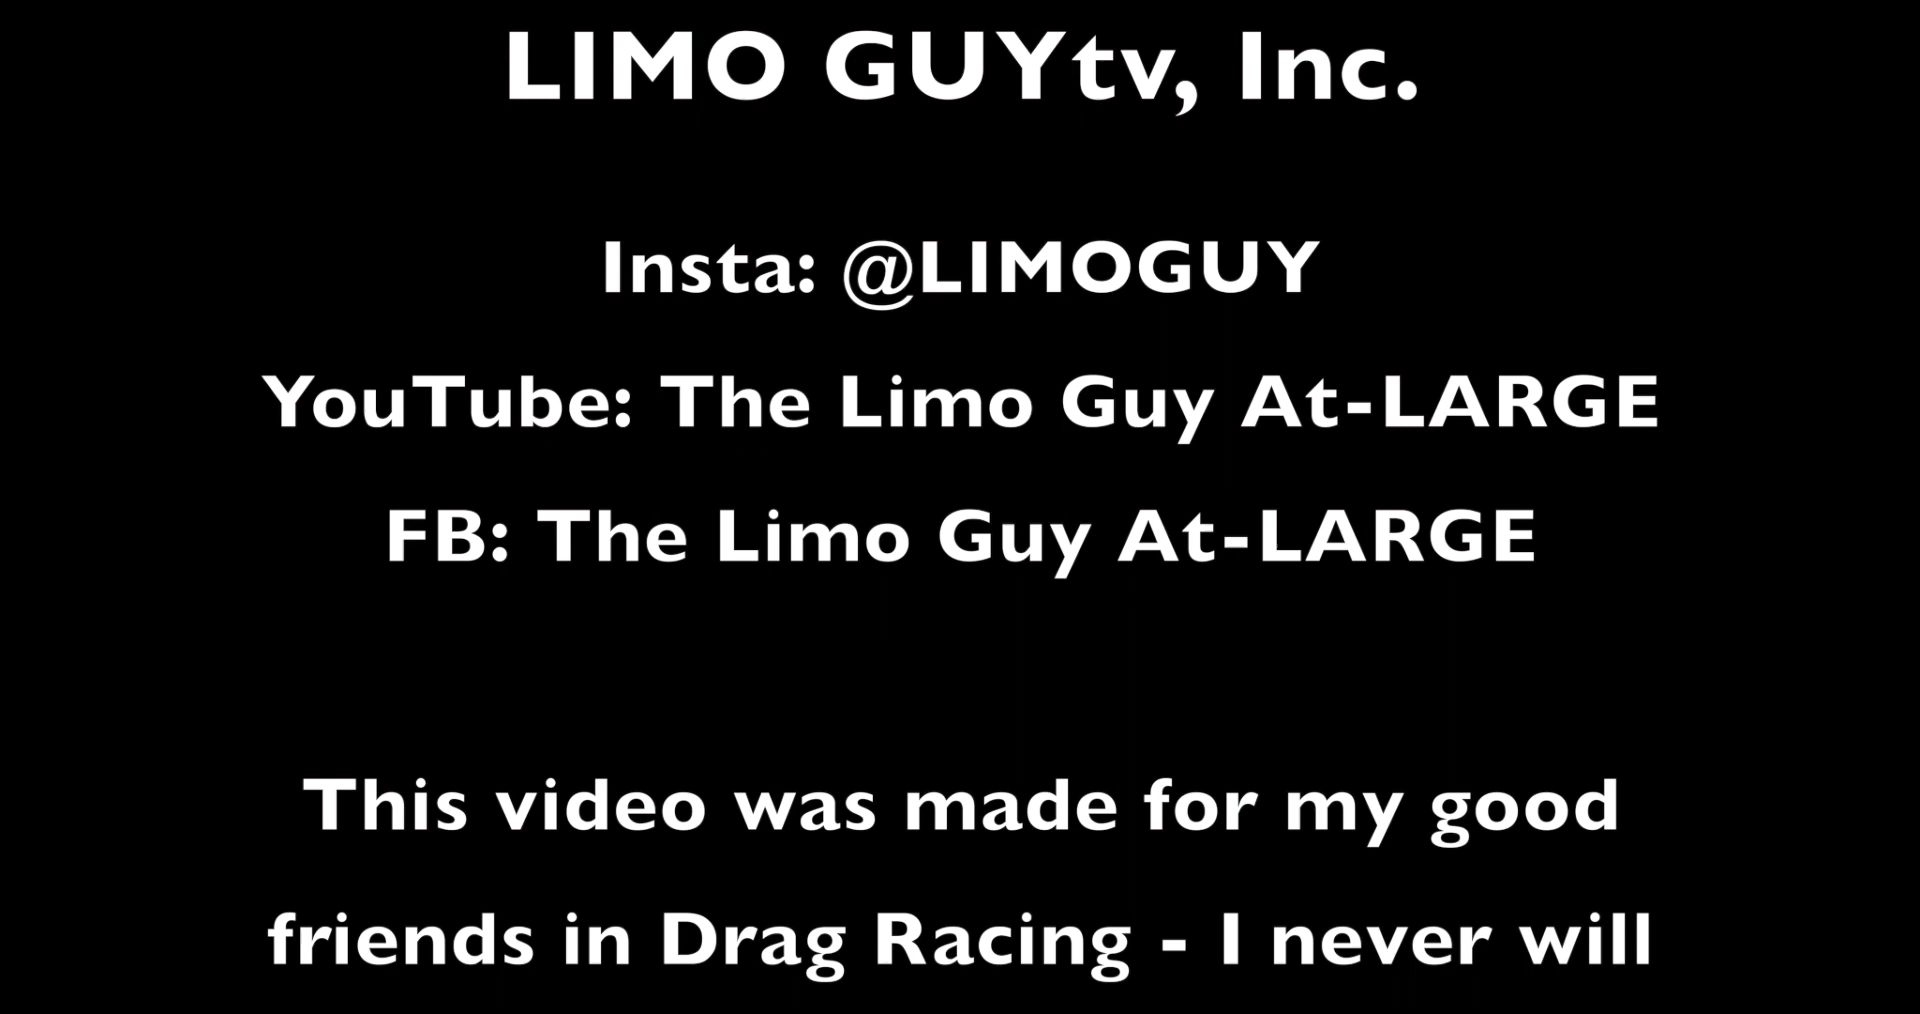 LIMO GUYtv, Inc.
Insta: @LIMOGUY
YouTube: The Limo Guy At-LARGE
FB: The Limo Guy At-LARGE
This video was made for my good
friends in Drag Racing - I never will